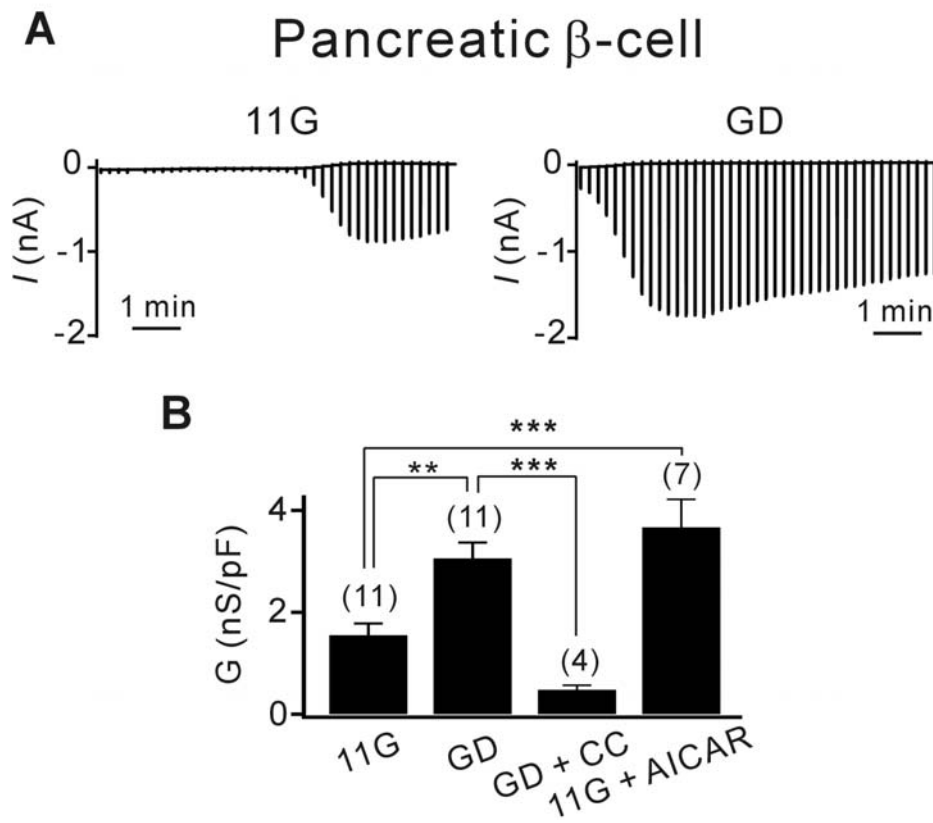 A
Pancreatic β-cell
11G
GD
0
-1
-2
I (nA)
1 min
0
-1
-2
I (nA)
1 min
B
***
**
***
(7)
(11)
(11)
(4)
4
2
0
G (nS/pF)
11G
GD
GD + CC
11G + AICAR